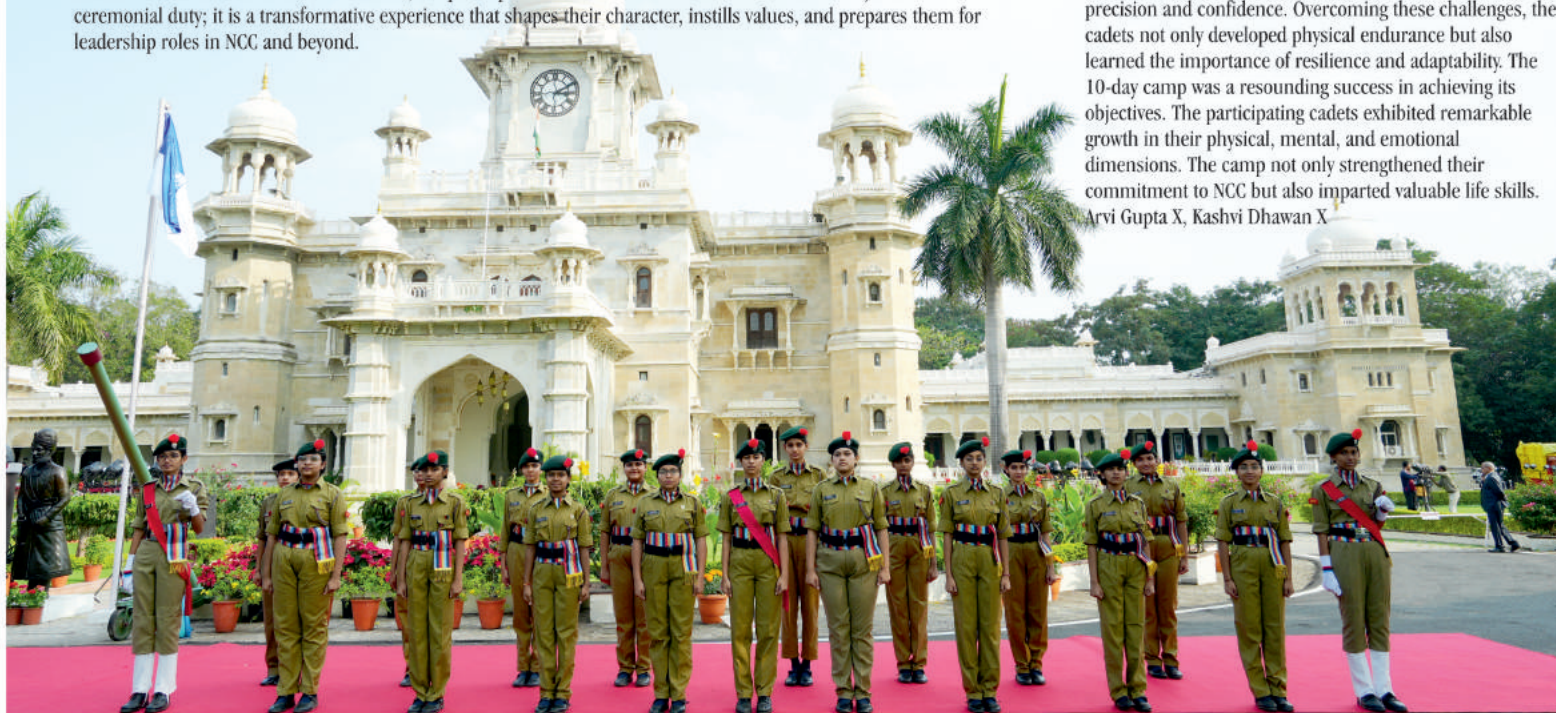 ceremonial duty; it is a transformative experience that shapes their character, instills values, and prepares them for
leadership roles in NCC and beyond.
precision and confidence. Overcoming these challenges, the
cadets not only developed physical endurance but also
learned the importance of resilience and adaptability. The
10-day camp was a resounding success in achieving its
objectives. The participating cadets exhibited remarkable
growth in their physical, mental, and emotional
dimensions. The camp not only strengthened their
commitment to NCC but also imparted valuable life skills.
Arvi Gupta X, Kashvi Dhawan X